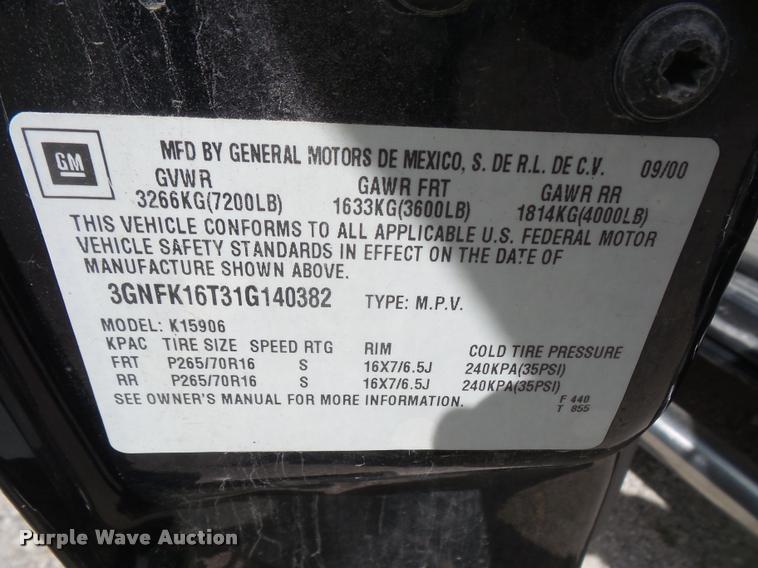 GM
MFD BY GENERAL MOTORS DE MEXICO, S. DE R.L. DE C.V. 09/00
GVWR GAWR FRT GAWR RR
3266KG(7200LB) 1633KG(3600LB) 1814KG(4000LB)
THIS VEHICLE CONFORMS TO ALL APPLICABLE U.S. FEDERAL MOTOR
VEHICLE SAFETY STANDARDS IN EFFECT ON THE DATE OF
MANUFACTURE SHOWN ABOVE.
3GNFK16T31G140382 TYPE: M.P.V.
MODEL: K15906
KPAC TIRE SIZE SPEED RTG RIM COLD TIRE PRESSURE
FRT P265/70R16 S 16X7/6.5J 240KPA(35PSI)
RR P265/70R16 S 16X7/6.5J 240KPA(35PSI)
SEE OWNER'S MANUAL FOR MORE INFORMATION. F 440
T 855
Purple Wave Auction